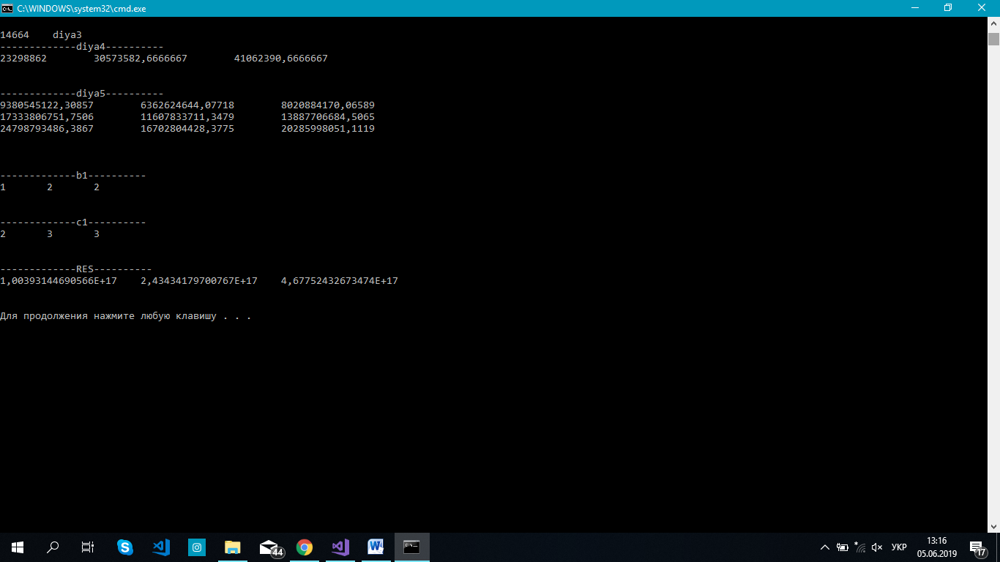 C:\WINDOWS\system32\cmd.exe
14664    diya3
-------------diya4----------
23298862        30573582,6666667        41062390,6666667
-------------diya5----------
9380545122,30857        6362624644,07718        8020884170,06589
17333806751,7506        11607833711,3479        13887706684,5065
24798793486,3867        16702804428,3775        20285998051,1119
-------------b1----------
1       2       2
-------------c1----------
2       3       3
-------------RES----------
1,00393144690566E+17    2,43434179700767E+17    4,67752432673474E+17
Для продолжения нажмите любую клавишу . . .
44
УКР
13:16
05.06.2019
17